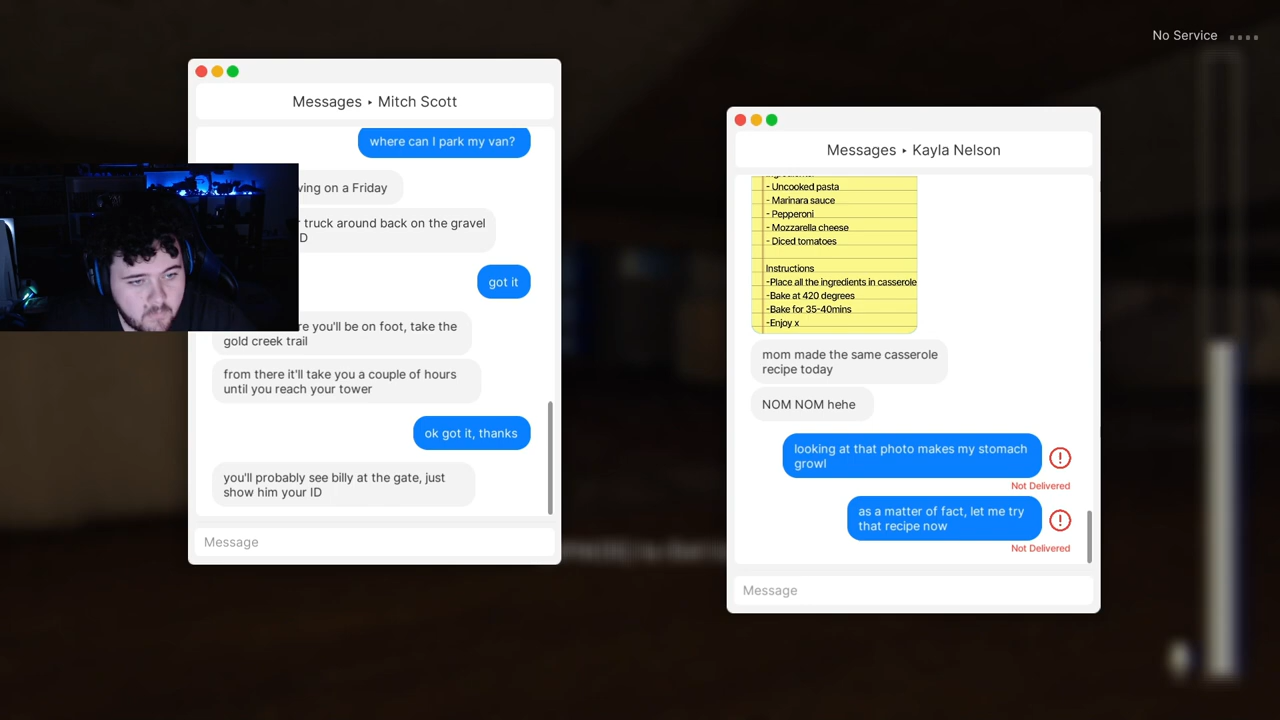 No Service
Messages ▸ Mitch Scott
where can I park my van?
ving on a Friday
truck around back on the gravel
got it
you'll be on foot, take the
gold creek trail
from there it'll take you a couple of hours
until you reach your tower
ok got it, thanks
you'll probably see billy at the gate, just
show him your ID
Message
Messages ▸ Kayla Nelson
- Uncooked pasta
- Marinara sauce
- Pepperoni
- Mozzarella cheese
- Diced tomatoes
Instructions
-Place all the ingredients in casserole
-Bake at 420 degrees
-Bake for 35-40mins
-Enjoy x
mom made the same casserole
recipe today
NOM NOM hehe
looking at that photo makes my stomach
growl
Not Delivered
as a matter of fact, let me try
that recipe now
Not Delivered
Message